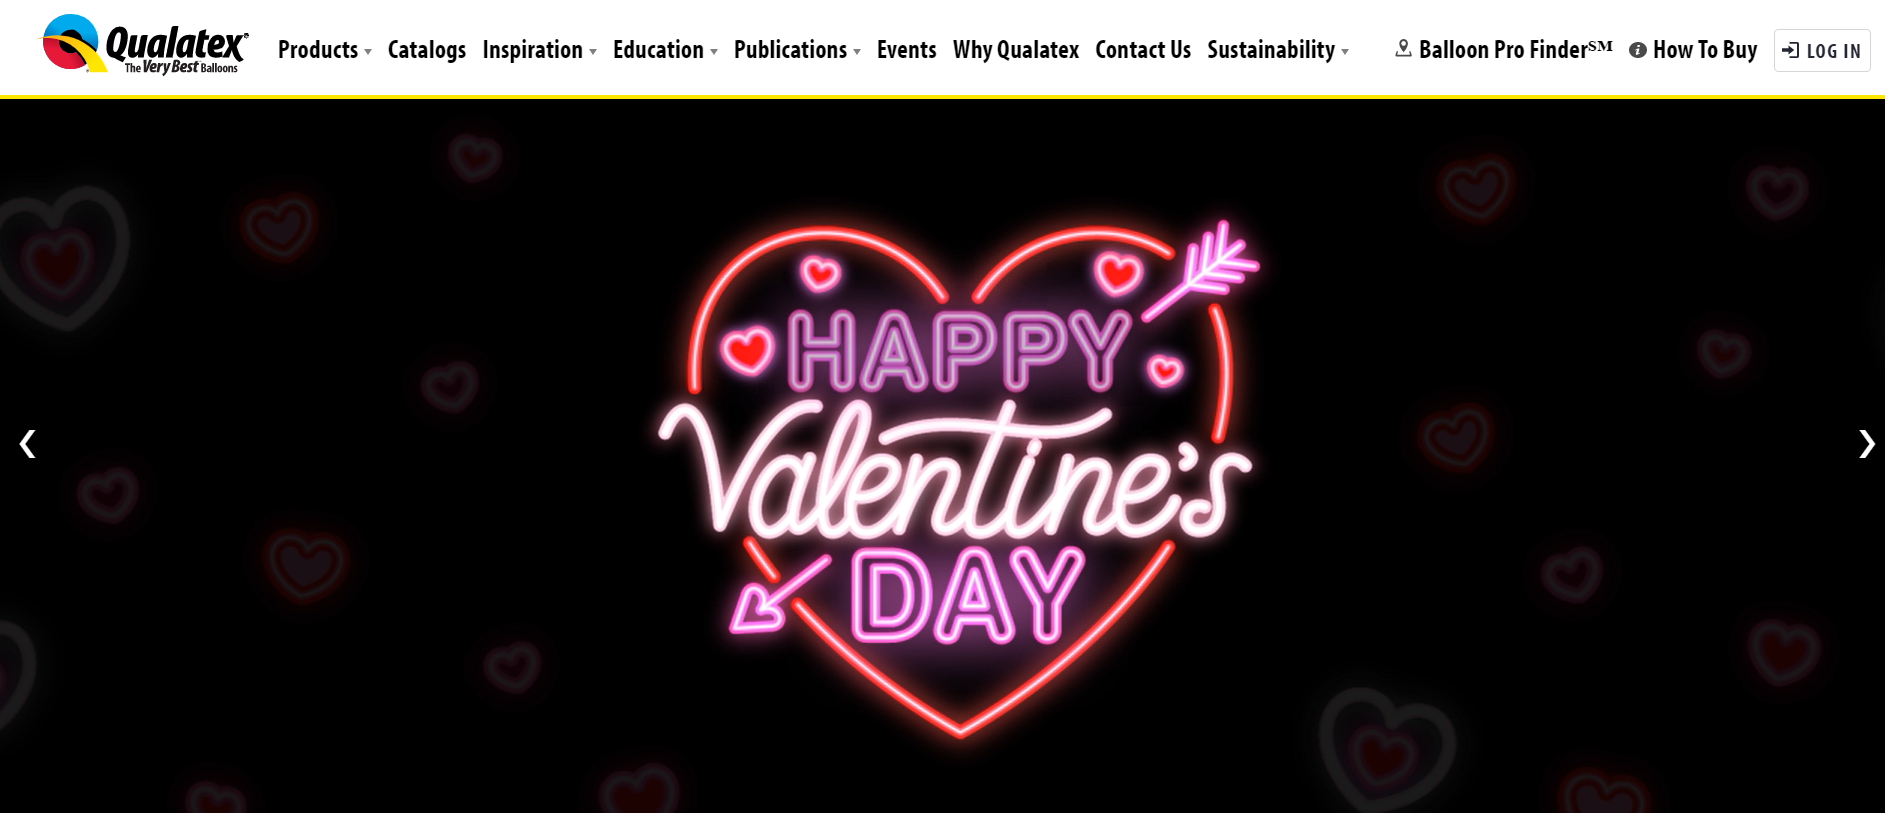 Qualatex®
The Very Best™ Balloons
Products Catalogs Inspiration Education Publications Events Why Qualatex Contact Us Sustainability Balloon Pro Finder℠ How To Buy LOG IN
HAPPY
Valentine's
DAY